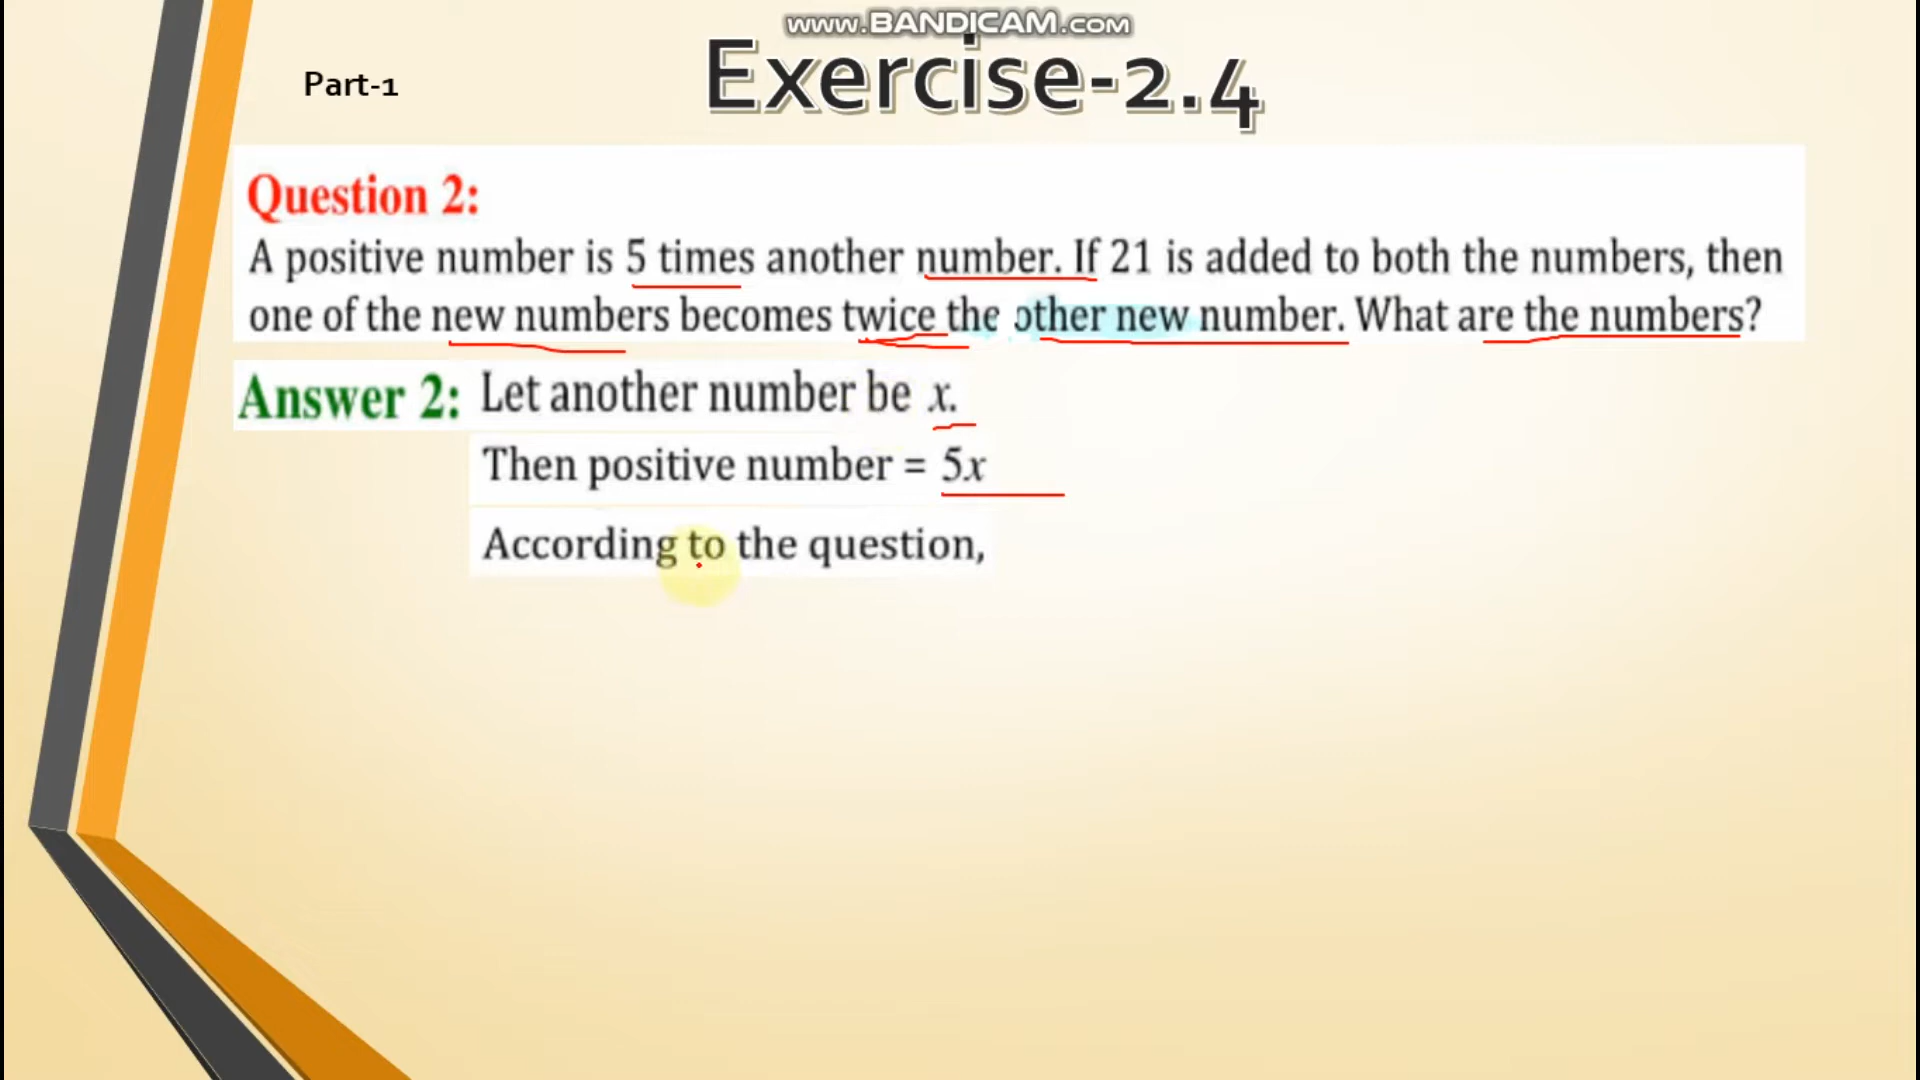 www.BANDICAM.com
Part-1
Exercise-2.4
Question 2:
A positive number is 5 times another number. If 21 is added to both the numbers, then
one of the new numbers becomes twice the other new number. What are the numbers?
Answer 2: Let another number be x.
Then positive number = 5x
According to the question,